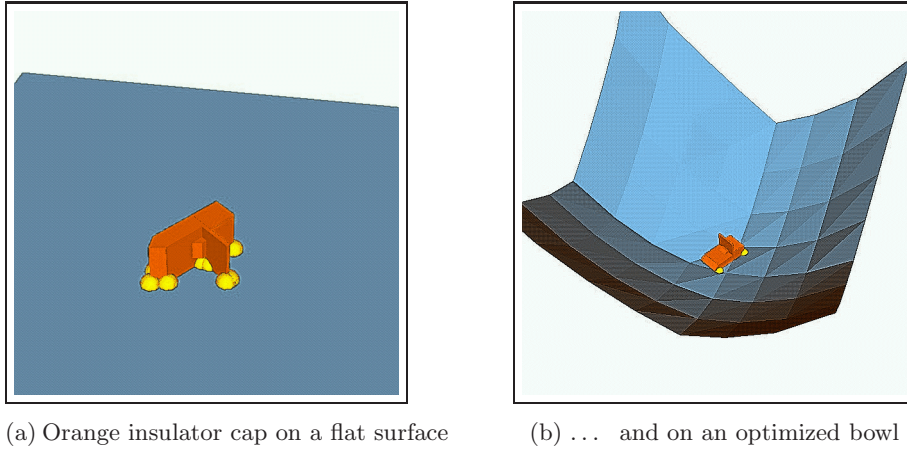 (a) Orange insulator cap on a flat surface
(b) ... and on an optimized bowl